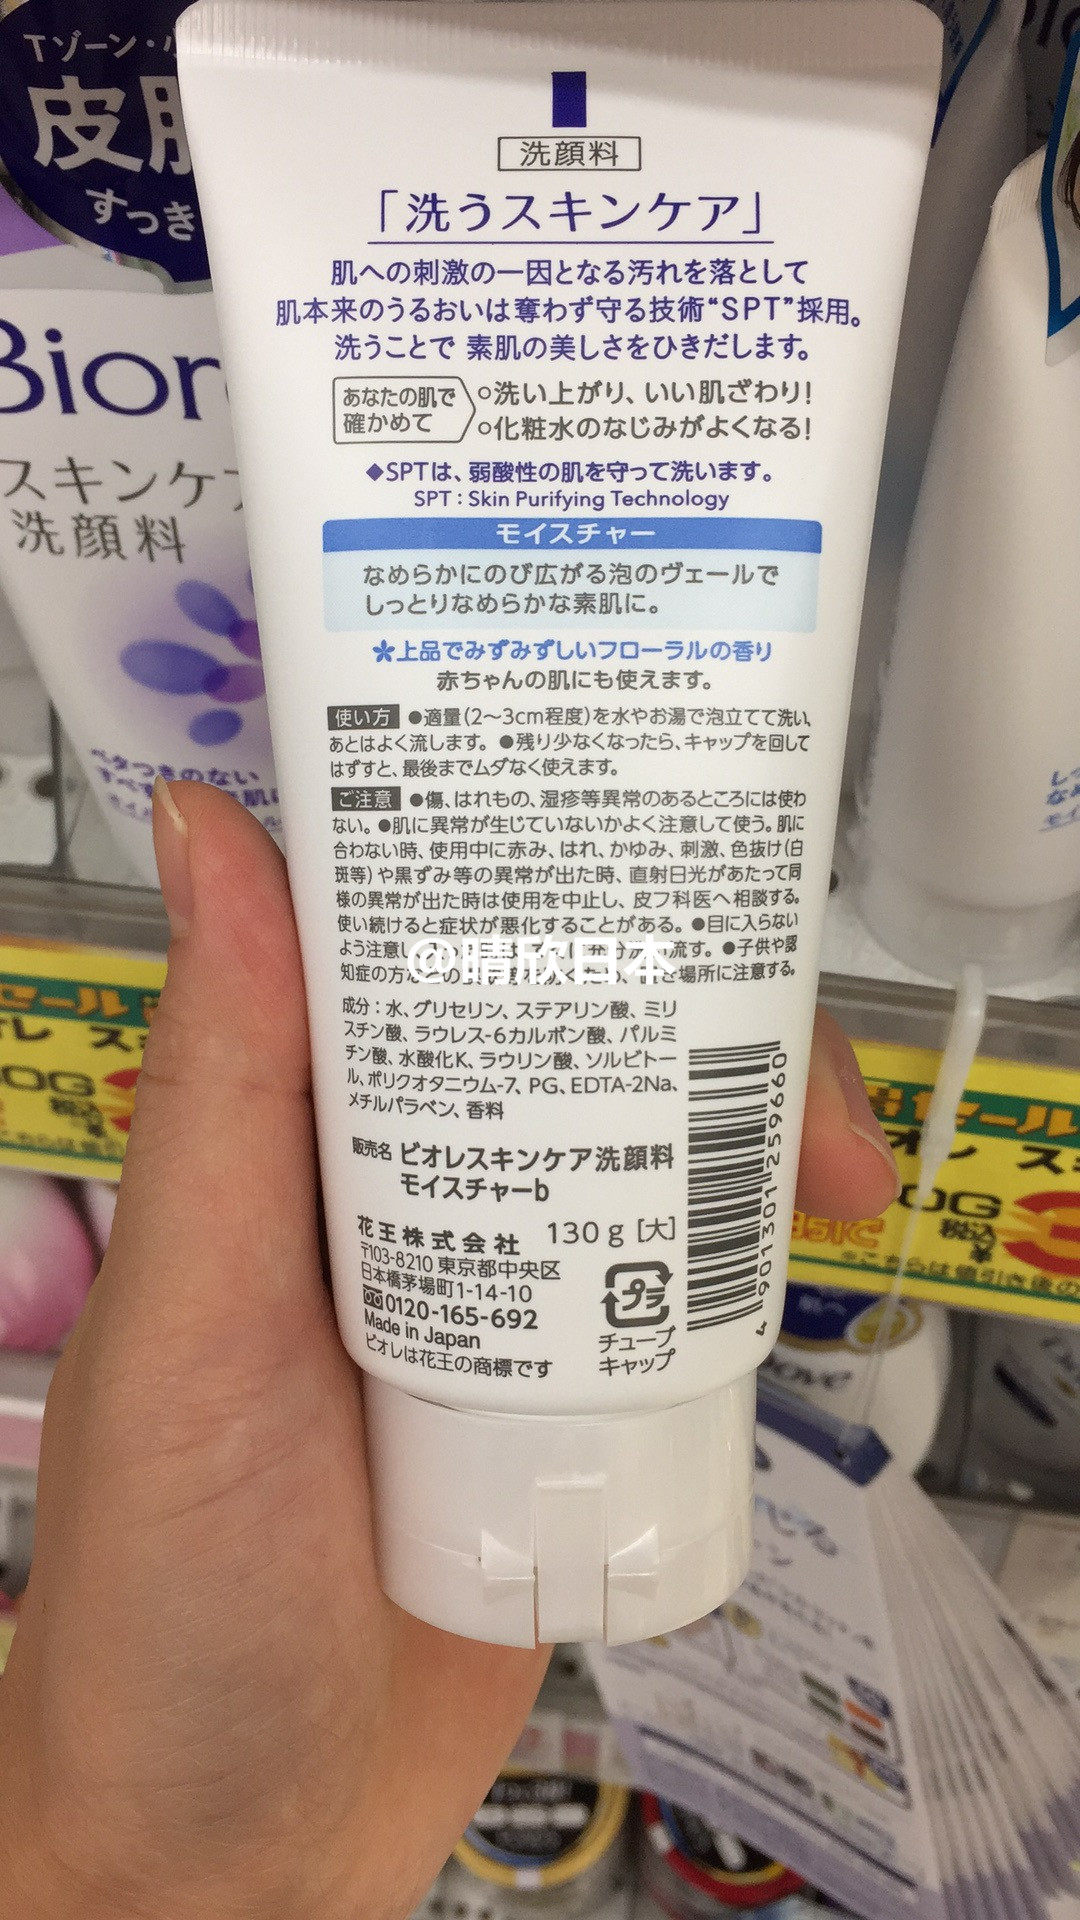 Tゾーン・
皮肌
すっき
Bior
スキンケア
洗顔料
洗顔料
「洗うスキンケア」
肌への刺激の一因となる汚れを落として
肌本来のうるおいは奪わず守る技術“SPT”採用。
洗うことで 素肌の美しさをひきだします。
あなたの肌で
確かめて
○洗い上がり、いい肌ざわり!
○化粧水のなじみがよくなる!
◆SPTは、弱酸性の肌を守って洗います。
SPT:Skin Purifying Technology
モイスチャー
なめらかにのび広がる泡のヴェールで
しっとりなめらかな素肌に。
上品でみずみずしいフローラルの香り
赤ちゃんの肌にも使えます。
使い方 ●適量(2〜3cm程度)を水やお湯で泡立てて洗い、
あとはよく流します。●残り少なくなったら、キャップを回して
はずすと、最後までムダなく使えます。
ご注意 ●傷、はれもの、湿疹等異常のあるところには使わ
ない。●肌に異常が生じていないかよく注意して使う。肌に
合わない時、使用中に赤み、はれ、かゆみ、刺激、色抜け(白
斑等)や黒ずみ等の異常が出た時、直射日光があたって同
様の異常が出た時は使用を中止し、皮フ科医へ相談する。
使い続けると症状が悪化することがある。●目に入らない
よう注意し 流す。●子供や認
知症の方 場所に注意する。
@晴欣日本
成分:水、グリセリン、ステアリン酸、ミリ
スチン酸、ラウレス-6カルボン酸、パルミ
チン酸、水酸化K、ラウリン酸、ソルビトー
ル、ポリクオタニウム-7、PG、EDTA-2Na、
メチルパラベン、香料
販売名 ビオレスキンケア洗顔料
モイスチャーb
花王株式会社 130g[大]
〒103-8210 東京都中央区
日本橋茅場町1-14-10
0120-165-692
Made in Japan
ビオレは花王の商標です
プラ
チューブ
キャップ
4 901301 259660